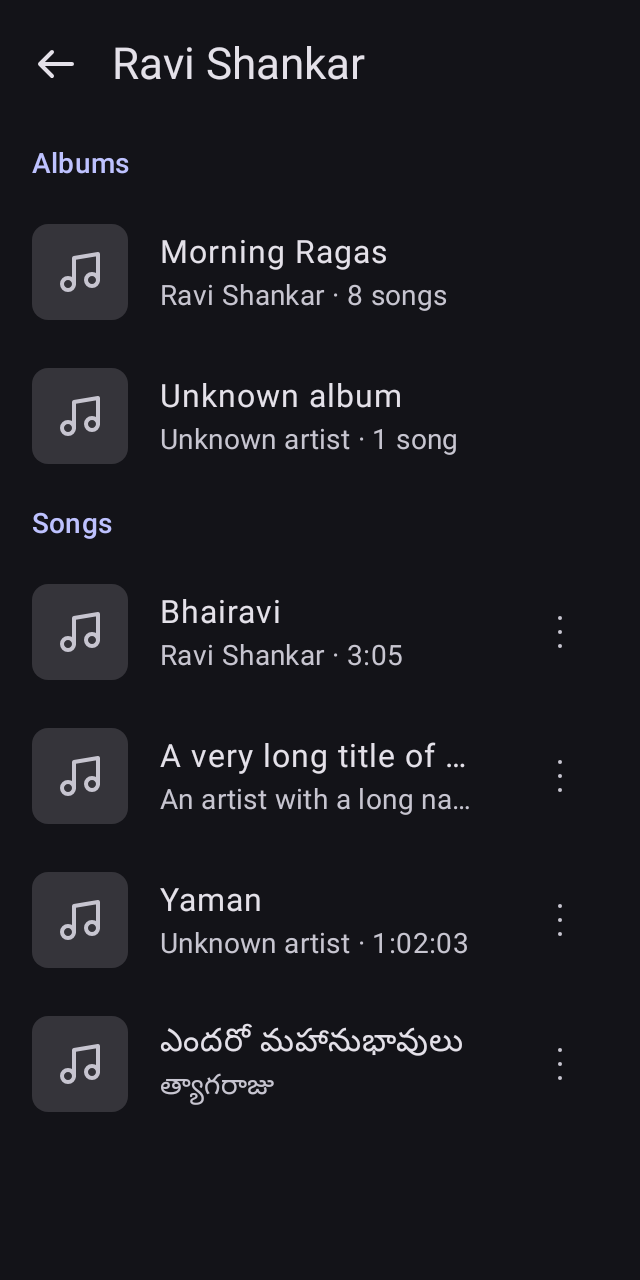 Ravi Shankar
Albums
Morning Ragas
Ravi Shankar · 8 songs
Unknown album
Unknown artist · 1 song
Songs
Bhairavi
Ravi Shankar · 3:05
A very long title of …
An artist with a long na…
Yaman
Unknown artist · 1:02:03
ఎందరో మహానుభావులు
త్యాగరాజు